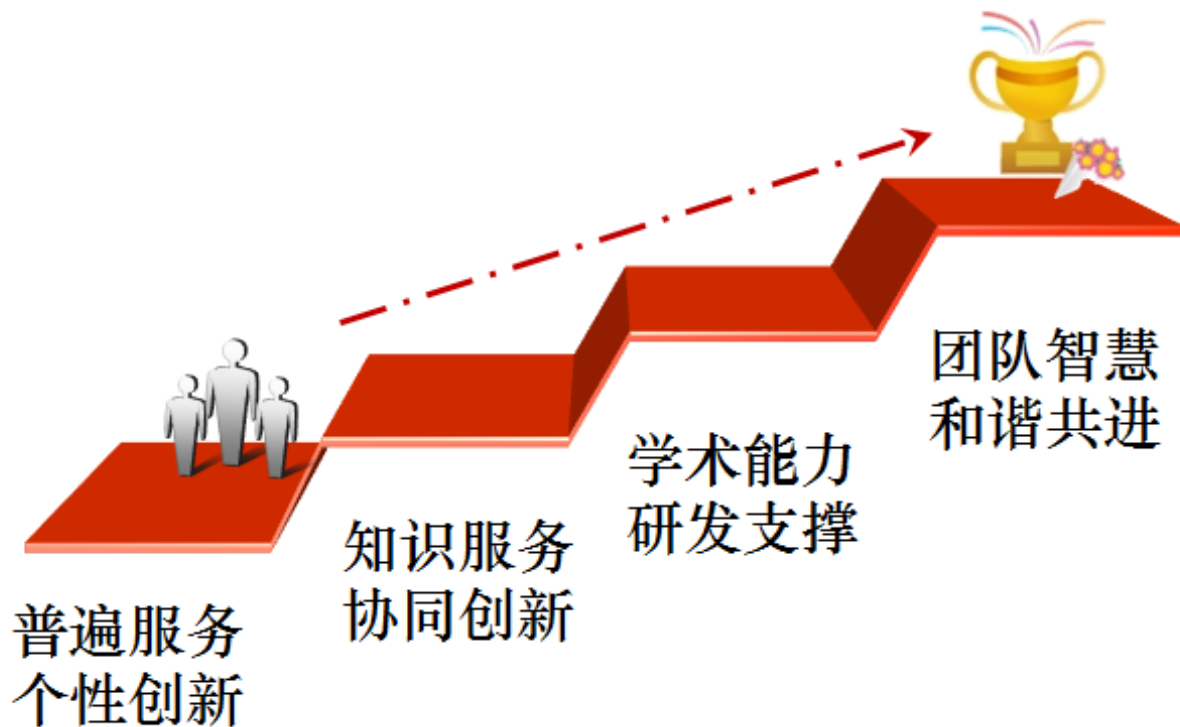 普遍服务
个性创新
知识服务
协同创新
学术能力
研发支撑
团队智慧
和谐共进